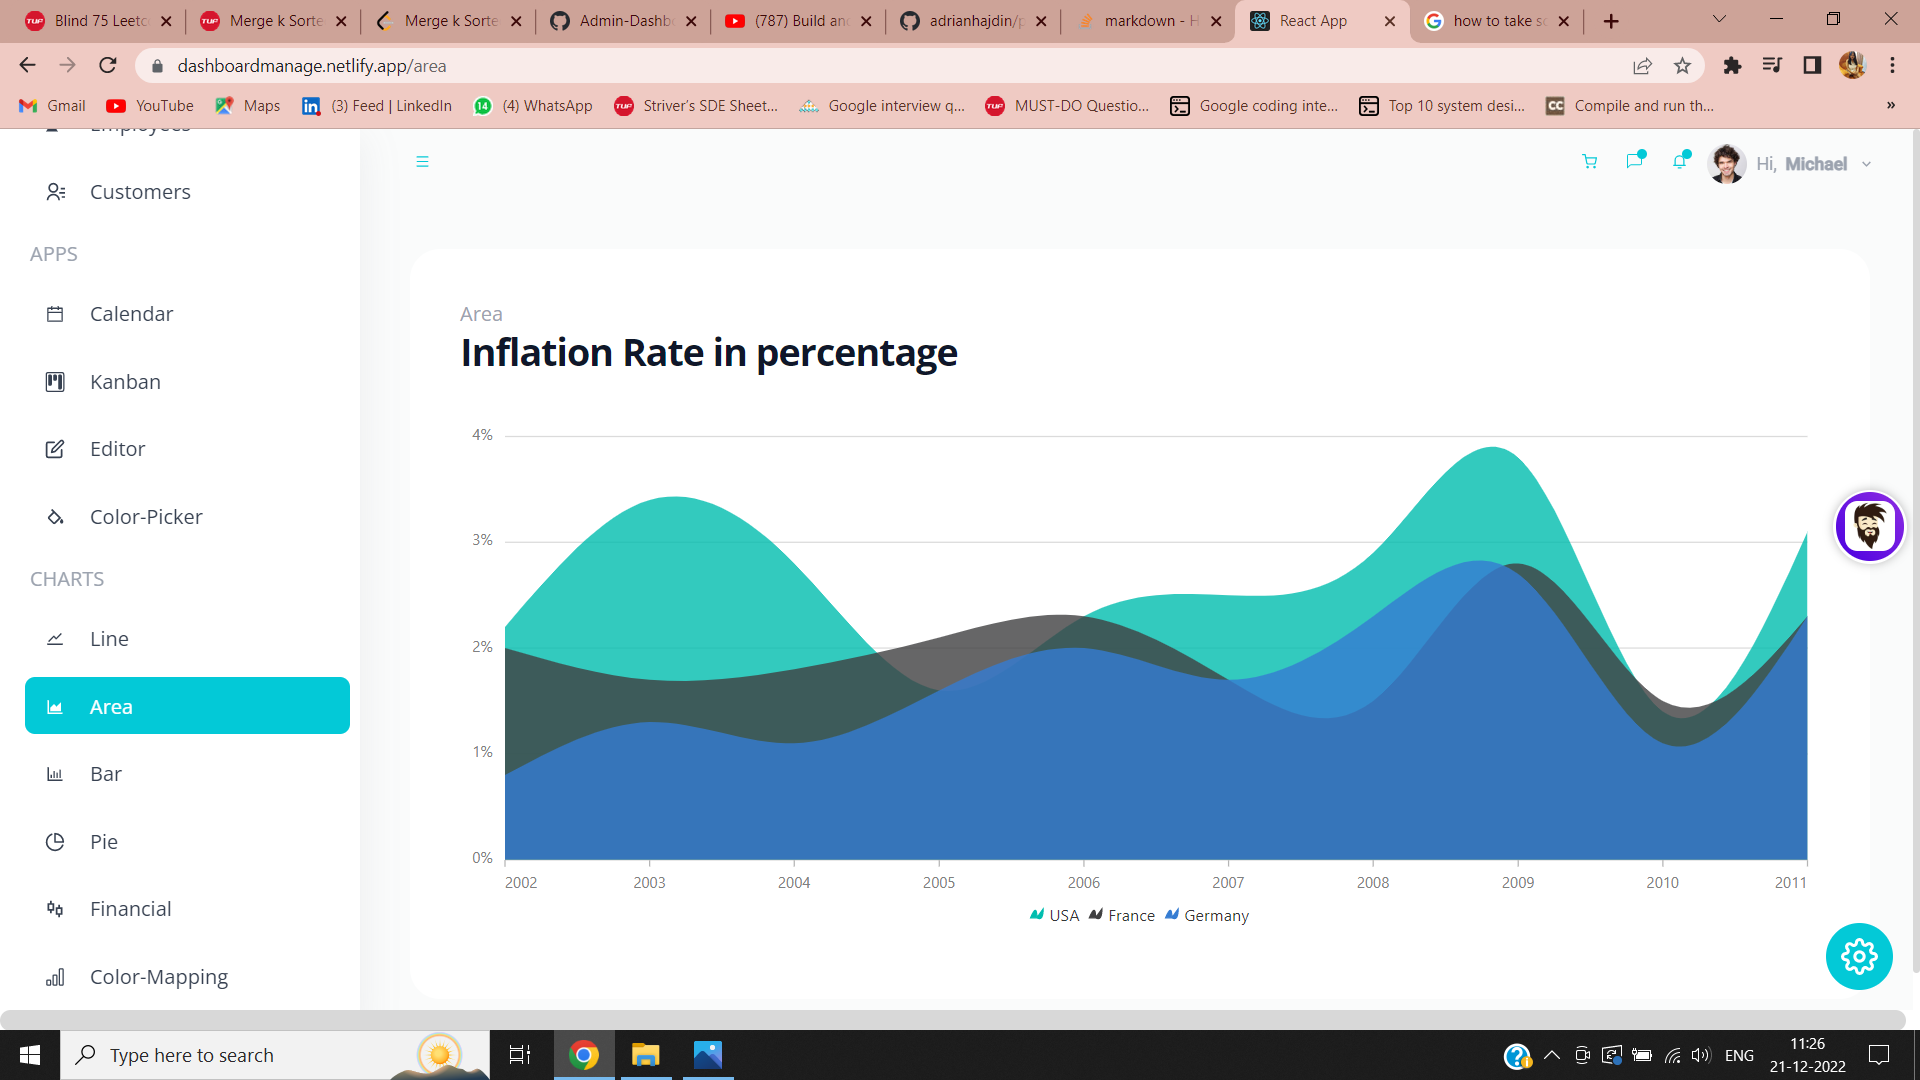 Blind 75 Leetc
Merge k Sorte
Merge k Sorte
Admin-Dashb
(787) Build an
adrianhajdin/p
markdown - H
React App
how to take s
dashboardmanage.netlify.app/area
Gmail
YouTube
Maps
(3) Feed | LinkedIn
14
(4) WhatsApp
Striver's SDE Sheet...
Google interview q...
MUST-DO Questio...
Google coding inte...
Top 10 system desi...
Compile and run th...
»
Employees
Customers
APPS
Calendar
Kanban
Editor
Color-Picker
CHARTS
Line
Area
Bar
Pie
Financial
Color-Mapping
Hi, Michael
Area
Inflation Rate in percentage
4%
3%
2%
1%
0%
2002 2003 2004 2005 2006 2007 2008 2009 2010 2011
USA France Germany
Type here to search
ENG
11:26
21-12-2022